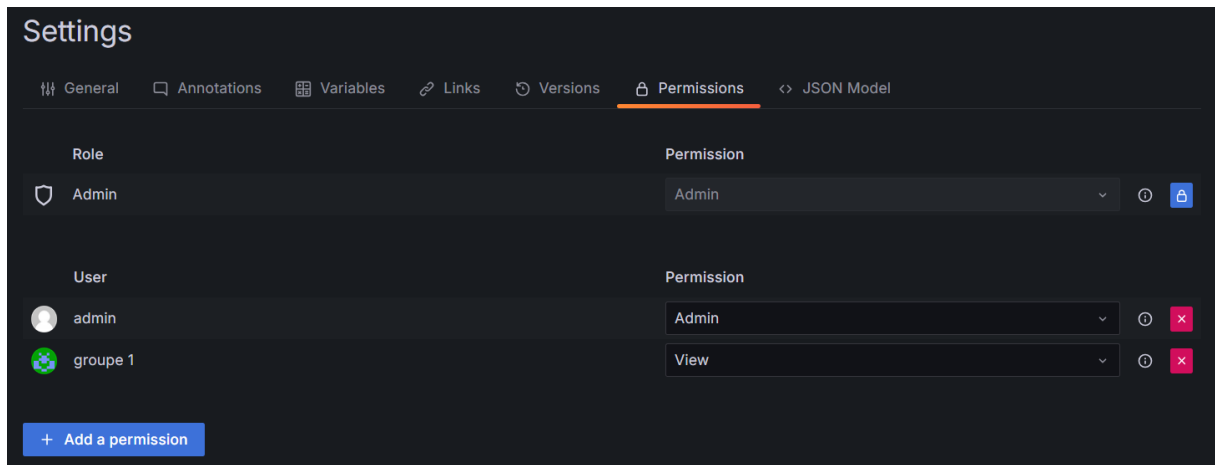 Settings
General Annotations Variables Links Versions Permissions JSON Model
Role Permission
Admin Admin
User Permission
admin Admin
groupe 1 View
+ Add a permission